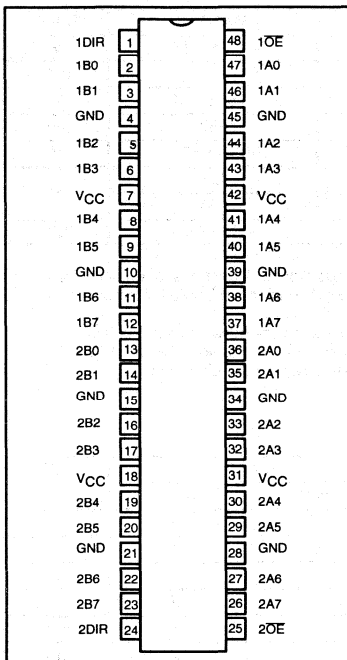 1DIR 1 48 1O̅E̅
1B0 2 47 1A0
1B1 3 46 1A1
GND 4 45 GND
1B2 5 44 1A2
1B3 6 43 1A3
VCC 7 42 VCC
1B4 8 41 1A4
1B5 9 40 1A5
GND 10 39 GND
1B6 11 38 1A6
1B7 12 37 1A7
2B0 13 36 2A0
2B1 14 35 2A1
GND 15 34 GND
2B2 16 33 2A2
2B3 17 32 2A3
VCC 18 31 VCC
2B4 19 30 2A4
2B5 20 29 2A5
GND 21 28 GND
2B6 22 27 2A6
2B7 23 26 2A7
2DIR 24 25 2O̅E̅